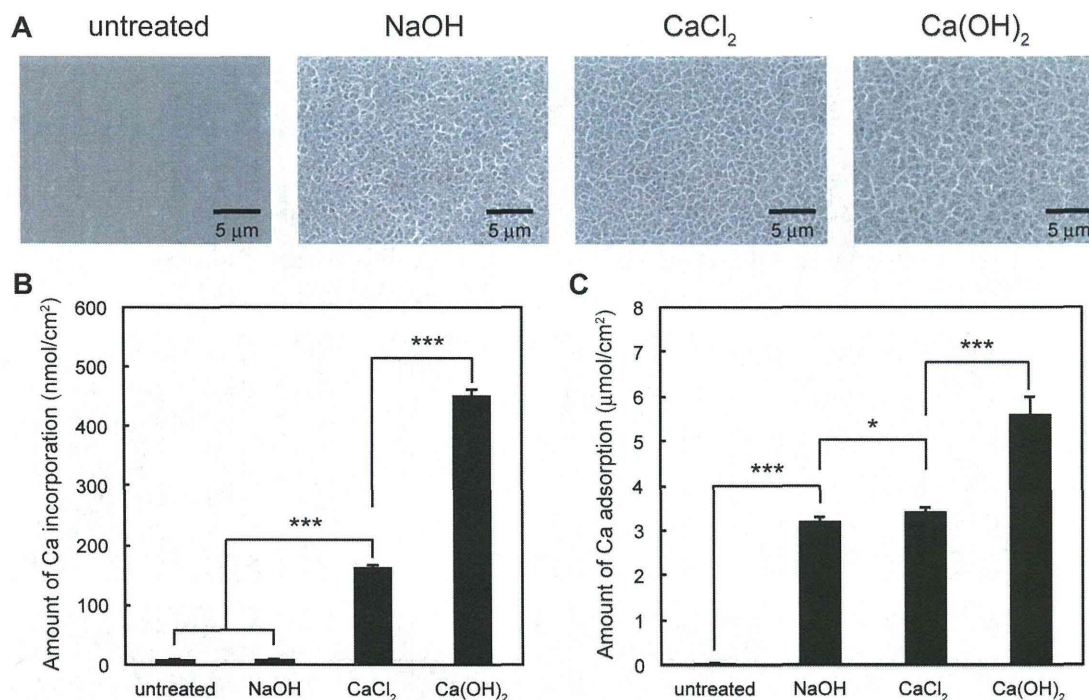 A
untreated
NaOH
CaCl₂
Ca(OH)₂
5 μm
5 μm
5 μm
5 μm
B
Amount of Ca incorporation (nmol/cm²)
600
500
400
300
200
100
0
***
***
untreated
NaOH
CaCl₂
Ca(OH)₂
C
Amount of Ca adsorption (μmol/cm²)
8
7
6
5
4
3
2
1
0
***
*
***
untreated
NaOH
CaCl₂
Ca(OH)₂